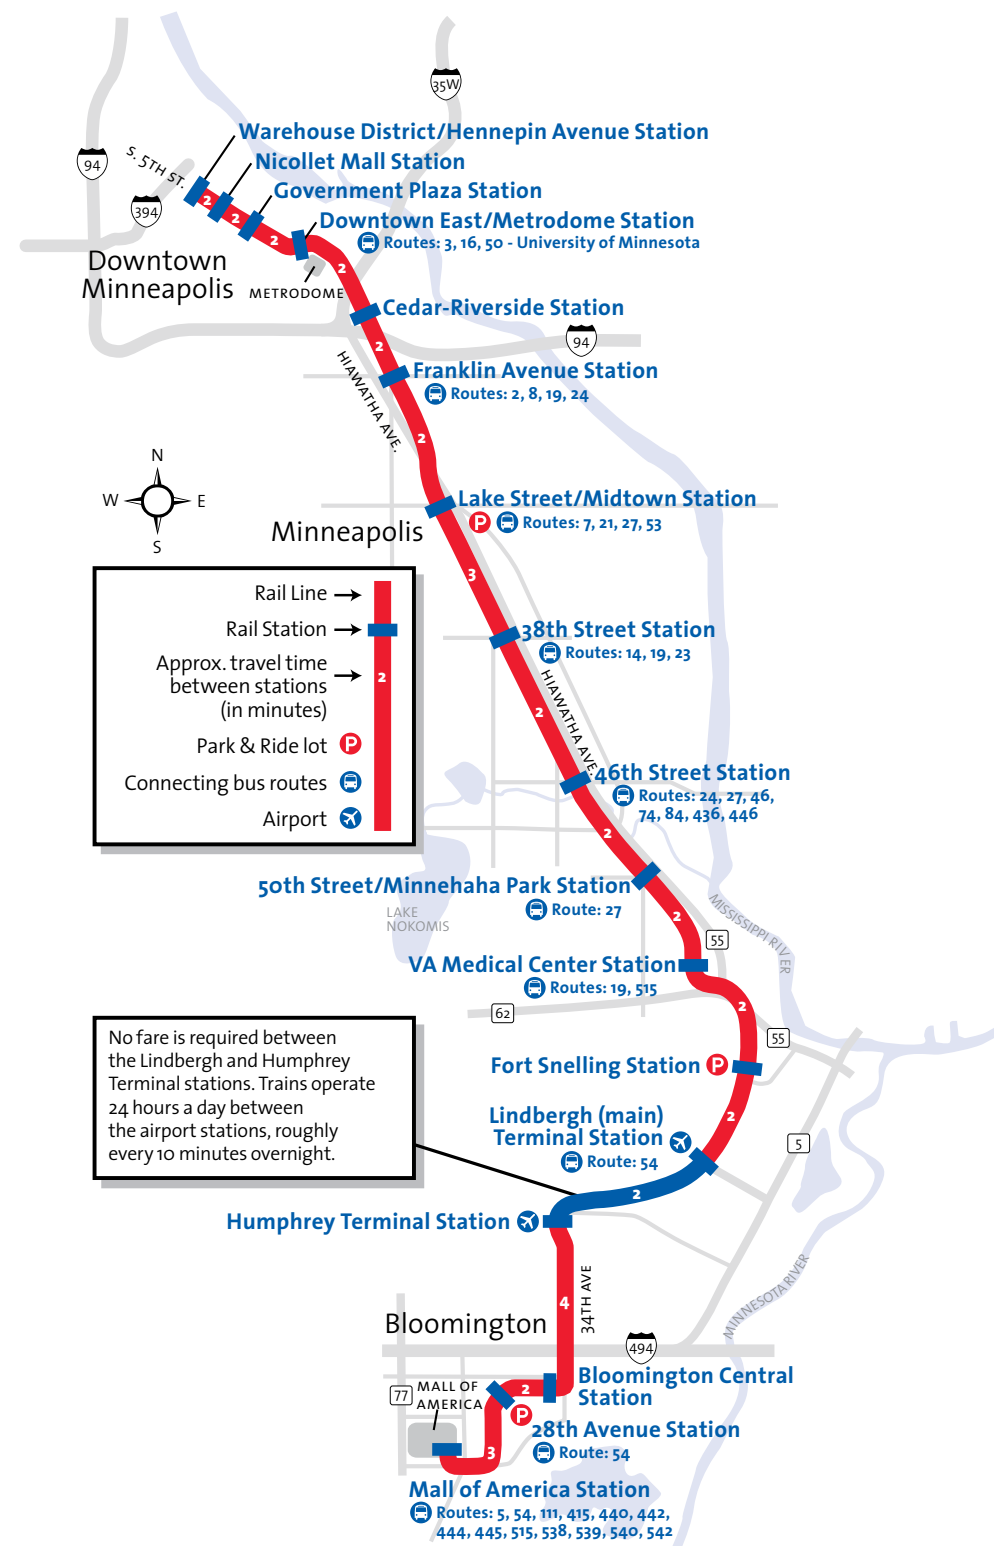 35W
Warehouse District/Hennepin Avenue Station
S. 5TH ST.
94
Nicollet Mall Station
Government Plaza Station
2
394
2
Downtown East/Metrodome Station
2
Routes: 3, 16, 50 - University of Minnesota
Downtown
Minneapolis
2
METRODOME
Cedar-Riverside Station
94
2
HIAWATHA AVE.
Franklin Avenue Station
Routes: 2, 8, 19, 24
2
N
W
E
S
Lake Street/Midtown Station
P
Routes: 7, 21, 27, 53
Minneapolis
3
Rail Line
Rail Station
Approx. travel time
between stations
(in minutes)
2
Park & Ride lot
P
Connecting bus routes
Airport
38th Street Station
Routes: 14, 19, 23
HIAWATHA AVE.
2
46th Street Station
Routes: 24, 27, 46,
74, 84, 436, 446
2
50th Street/Minnehaha Park Station
Route: 27
LAKE
NOKOMIS
2
MISSISSIPPI RIVER
55
VA Medical Center Station
Routes: 19, 515
62
2
55
No fare is required between
the Lindbergh and Humphrey
Terminal stations. Trains operate
24 hours a day between
the airport stations, roughly
every 10 minutes overnight.
Fort Snelling Station
P
2
Lindbergh (main)
Terminal Station
Route: 54
5
2
Humphrey Terminal Station
MINNESOTA RIVER
4
34TH AVE
Bloomington
494
Bloomington Central
Station
77
MALL OF
AMERICA
2
P
28th Avenue Station
Route: 54
3
Mall of America Station
Routes: 5, 54, 111, 415, 440, 442,
444, 445, 515, 538, 539, 540, 542